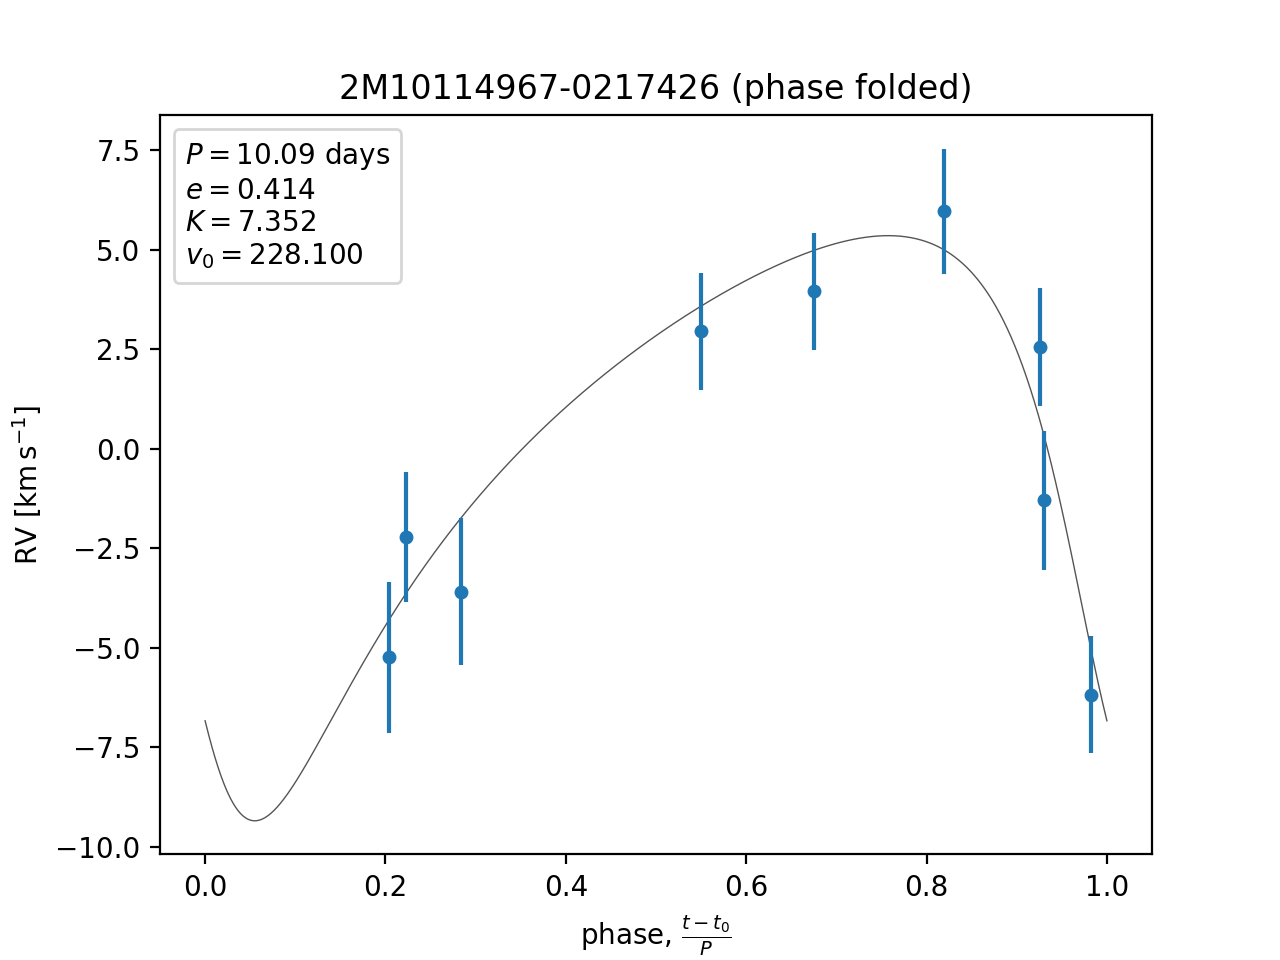 2M10114967-0217426 (phase folded)
P = 10.09 days
e = 0.414
K = 7.352
v₀ = 228.100
7.5
5.0
2.5
0.0
−2.5
−5.0
−7.5
−10.0
RV [km s⁻¹]
0.0 0.2 0.4 0.6 0.8 1.0
phase, (t − t₀)/P